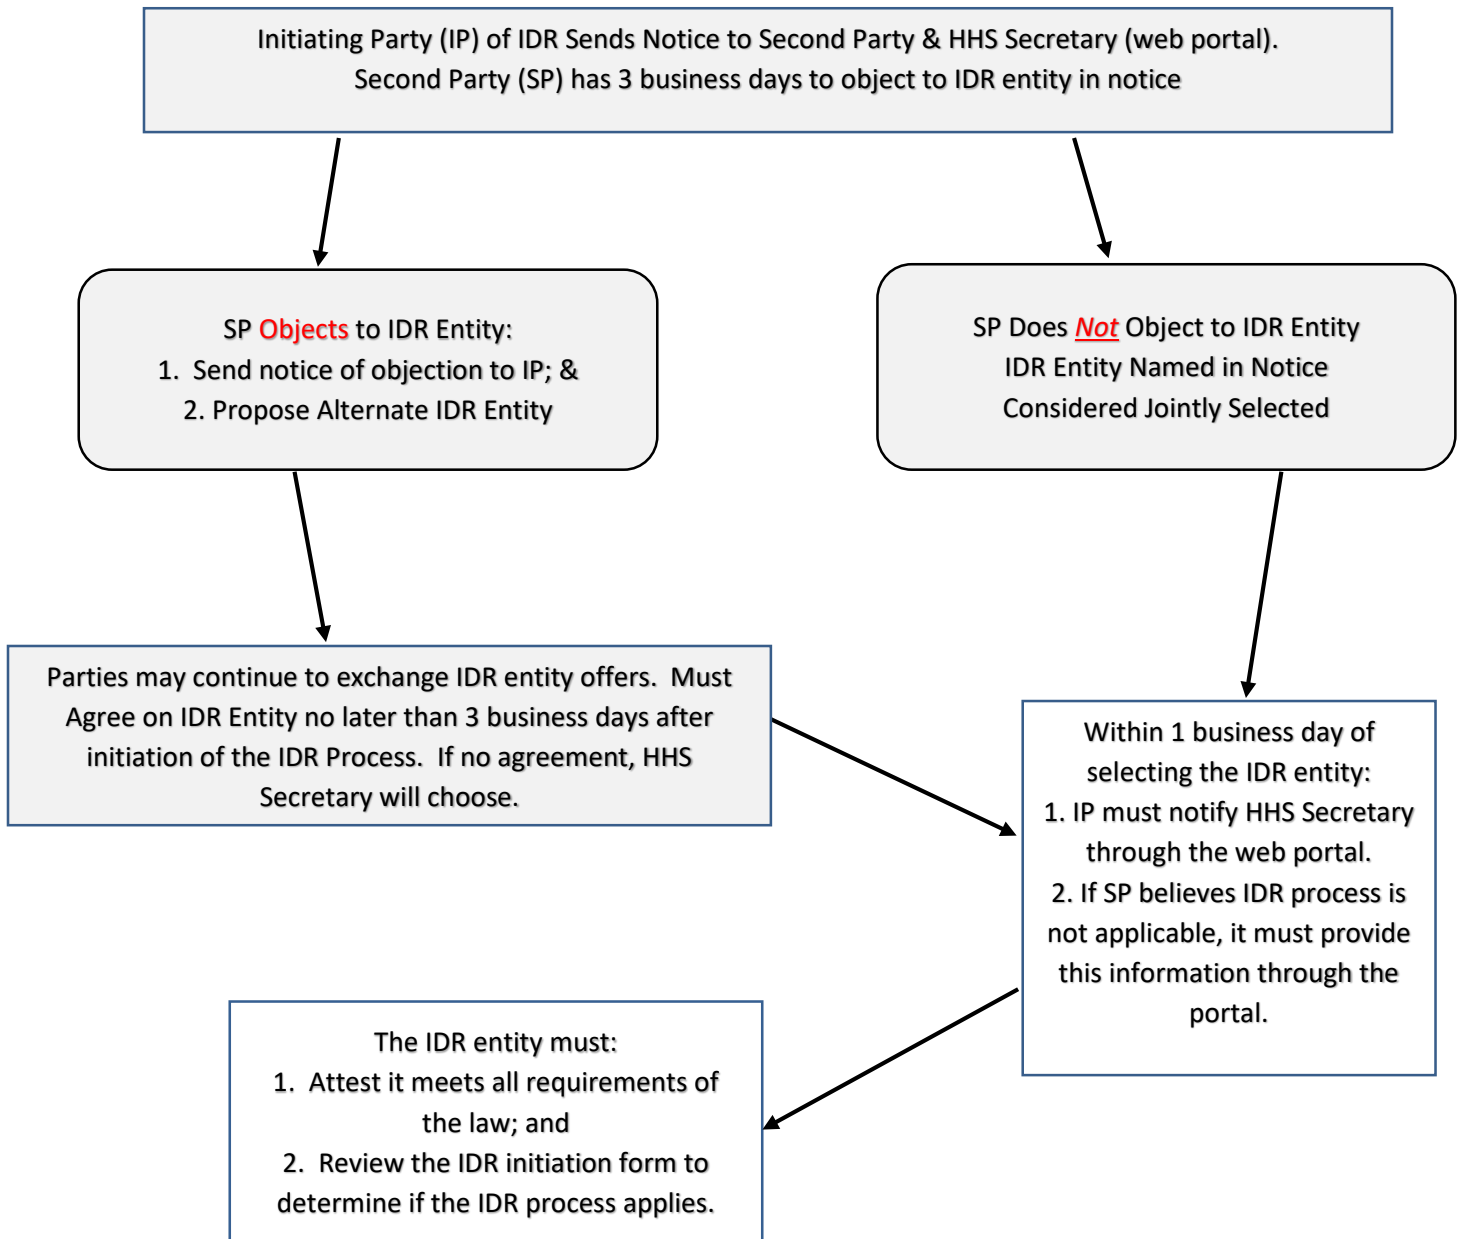 Initiating Party (IP) of IDR Sends Notice to Second Party & HHS Secretary (web portal).
Second Party (SP) has 3 business days to object to IDR entity in notice
SP Objects to IDR Entity:
1. Send notice of objection to IP; &
2. Propose Alternate IDR Entity
SP Does Not Object to IDR Entity
IDR Entity Named in Notice
Considered Jointly Selected
Parties may continue to exchange IDR entity offers. Must
Agree on IDR Entity no later than 3 business days after
initiation of the IDR Process. If no agreement, HHS
Secretary will choose.
Within 1 business day of
selecting the IDR entity:
1. IP must notify HHS Secretary
through the web portal.
2. If SP believes IDR process is
not applicable, it must provide
this information through the
portal.
The IDR entity must:
1. Attest it meets all requirements of
the law; and
2. Review the IDR initiation form to
determine if the IDR process applies.